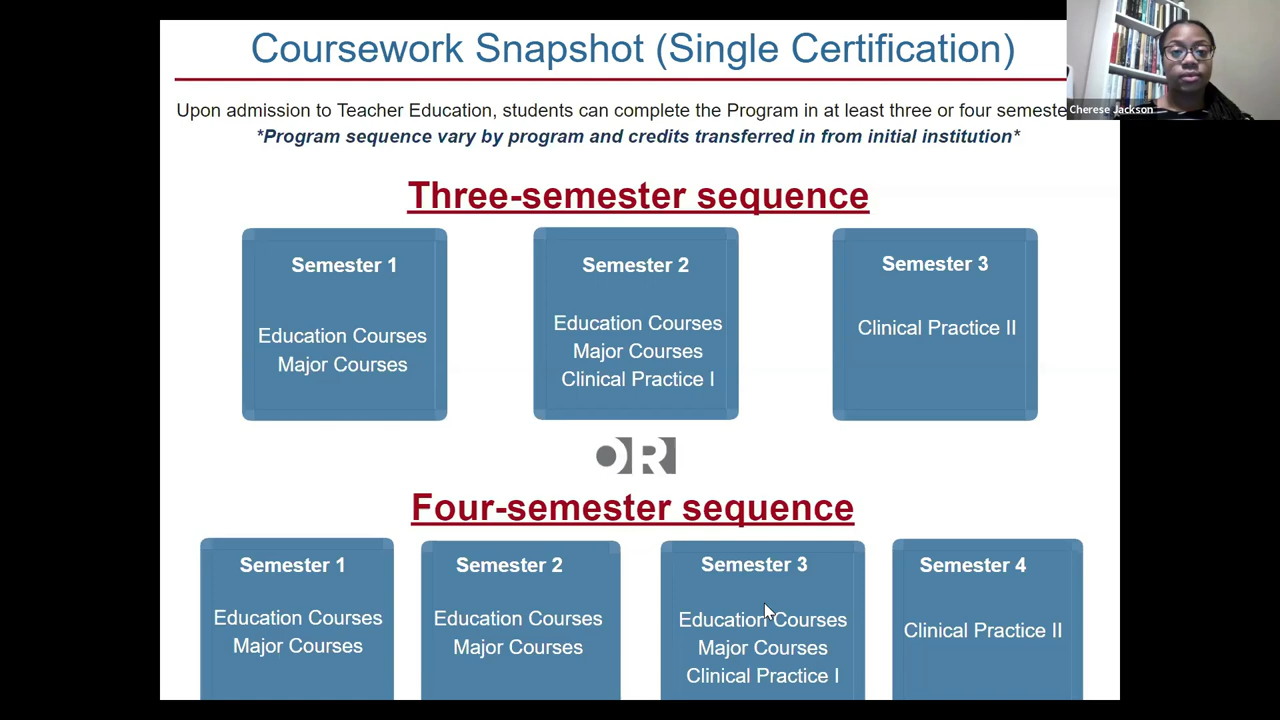 Coursework Snapshot (Single Certification)
Upon admission to Teacher Education, students can complete the Program in at least three or four
*Program sequence vary by program and credits transferred in from initial institution*
Cherese Jackson
Three-semester sequence
Semester 1
Education Courses
Major Courses
Semester 2
Education Courses
Major Courses
Clinical Practice I
Semester 3
Clinical Practice II
OR
Four-semester sequence
Semester 1
Education Courses
Major Courses
Semester 2
Education Courses
Major Courses
Semester 3
Education Courses
Major Courses
Clinical Practice I
Semester 4
Clinical Practice II